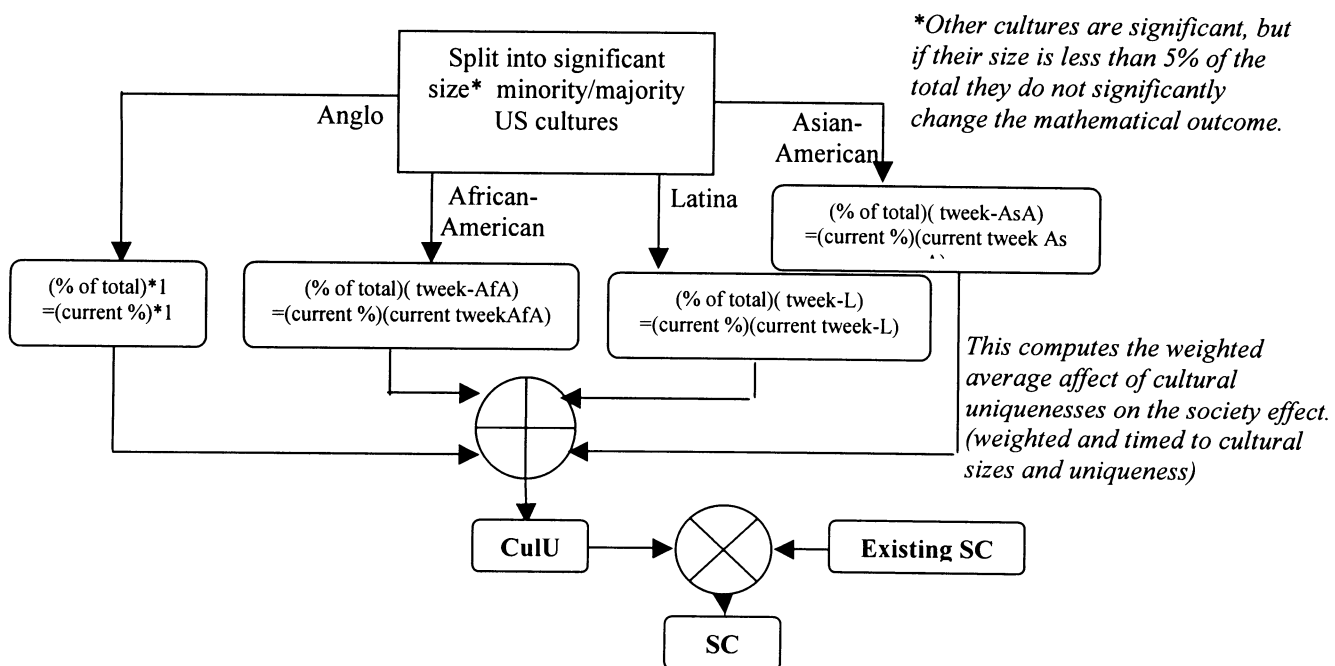 *Other cultures are significant, but
if their size is less than 5% of the
total they do not significantly
change the mathematical outcome.
Split into significant
size* minority/majority
US cultures
Anglo
African-
American
Latina
Asian-
American
(% of total)*1
=(current %)*1
(% of total)( tweek-AfA)
=(current %)(current tweekAfA)
(% of total)( tweek-L)
=(current %)(current tweek-L)
(% of total)( tweek-AsA)
=(current %)(current tweek As
This computes the weighted
average affect of cultural
uniquenesses on the society effect.
(weighted and timed to cultural
sizes and uniqueness)
CulU
Existing SC
SC